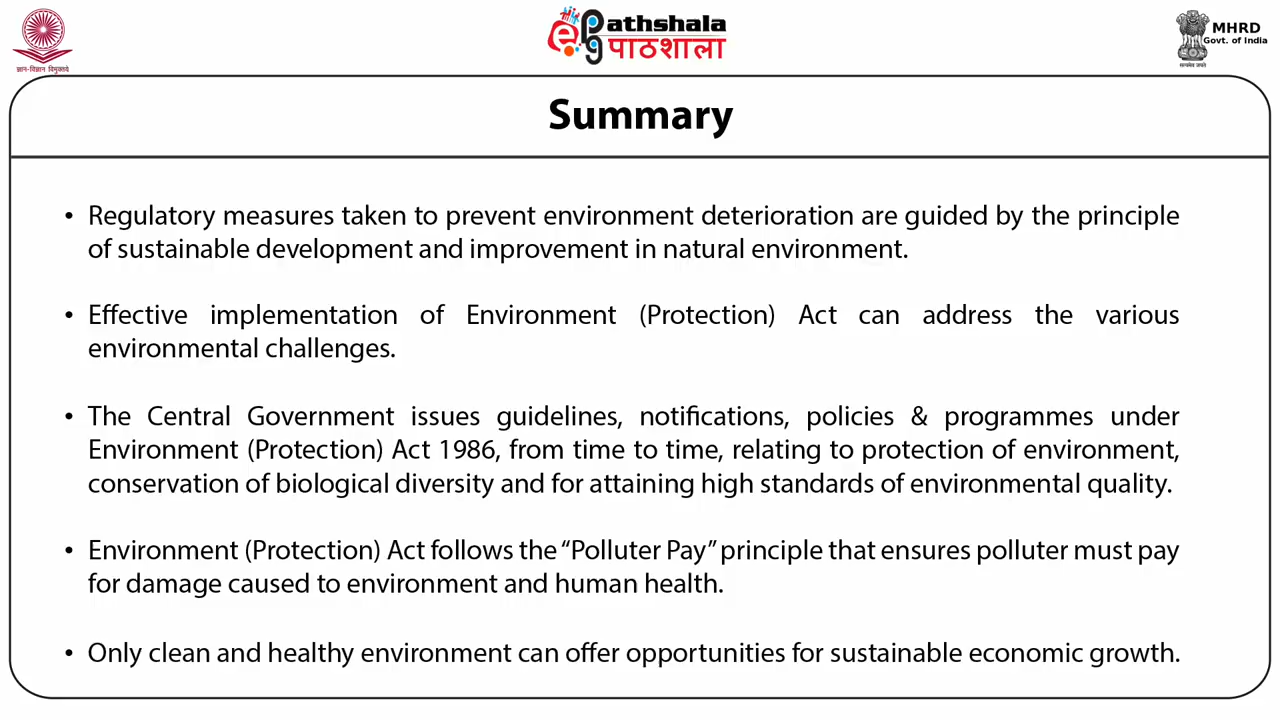 ज्ञान-विज्ञान विमुक्तये
ePathshala
पाठशाला
MHRD
Govt. of India
सत्यमेव जयते
Summary
• Regulatory measures taken to prevent environment deterioration are guided by the principle
of sustainable development and improvement in natural environment.
• Effective implementation of Environment (Protection) Act can address the various
environmental challenges.
• The Central Government issues guidelines, notifications, policies & programmes under
Environment (Protection) Act 1986, from time to time, relating to protection of environment,
conservation of biological diversity and for attaining high standards of environmental quality.
• Environment (Protection) Act follows the “Polluter Pay” principle that ensures polluter must pay
for damage caused to environment and human health.
• Only clean and healthy environment can offer opportunities for sustainable economic growth.